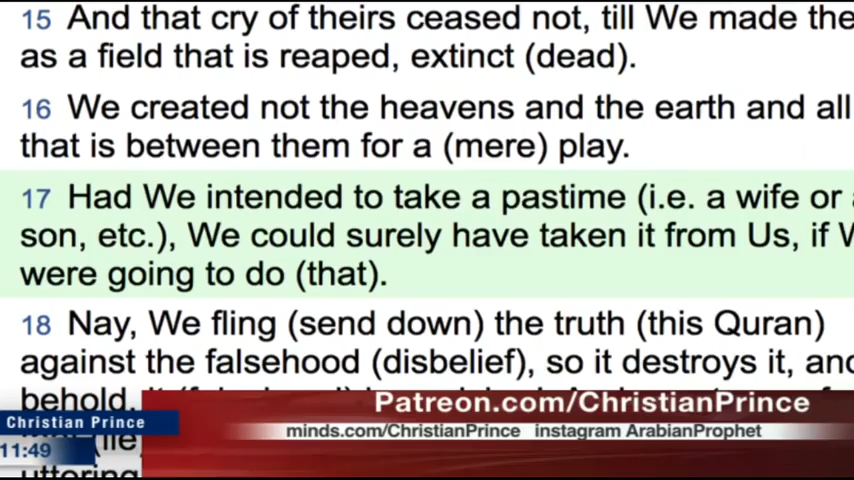 15 And that cry of theirs ceased not, till We made the
as a field that is reaped, extinct (dead).
16 We created not the heavens and the earth and all
that is between them for a (mere) play.
17 Had We intended to take a pastime (i.e. a wife or a
son, etc.), We could surely have taken it from Us, if W
were going to do (that).
18 Nay, We fling (send down) the truth (this Quran)
against the falsehood (disbelief), so it destroys it, and
behold,
Patreon.com/ChristianPrince
Christian Prince
minds.com/ChristianPrince instagram ArabianProphet
11:49
uttering